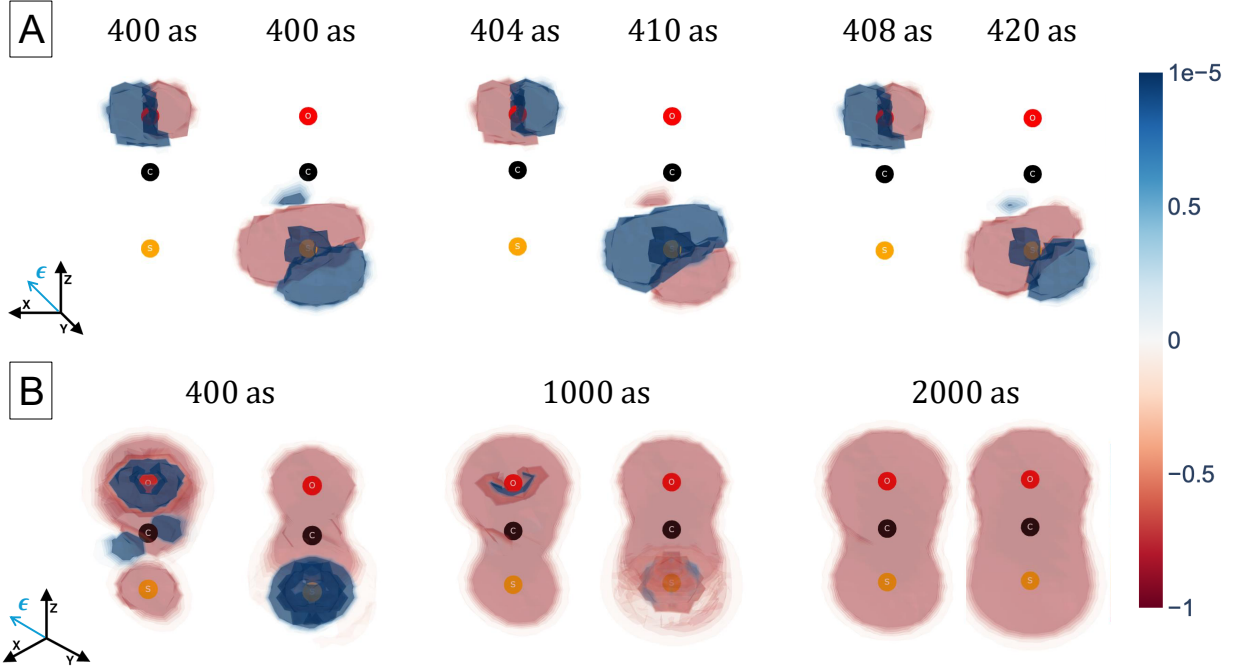 A
400 as 400 as 404 as 410 as 408 as 420 as
1e-5
O O O O O O
C C C C C C
0.5
S S S S S S
ϵ Z
X
Y
0
B
400 as 1000 as 2000 as
-0.5
O O O O O O
C C C C C C
S S S S S S
ϵ Z
X Y
-1